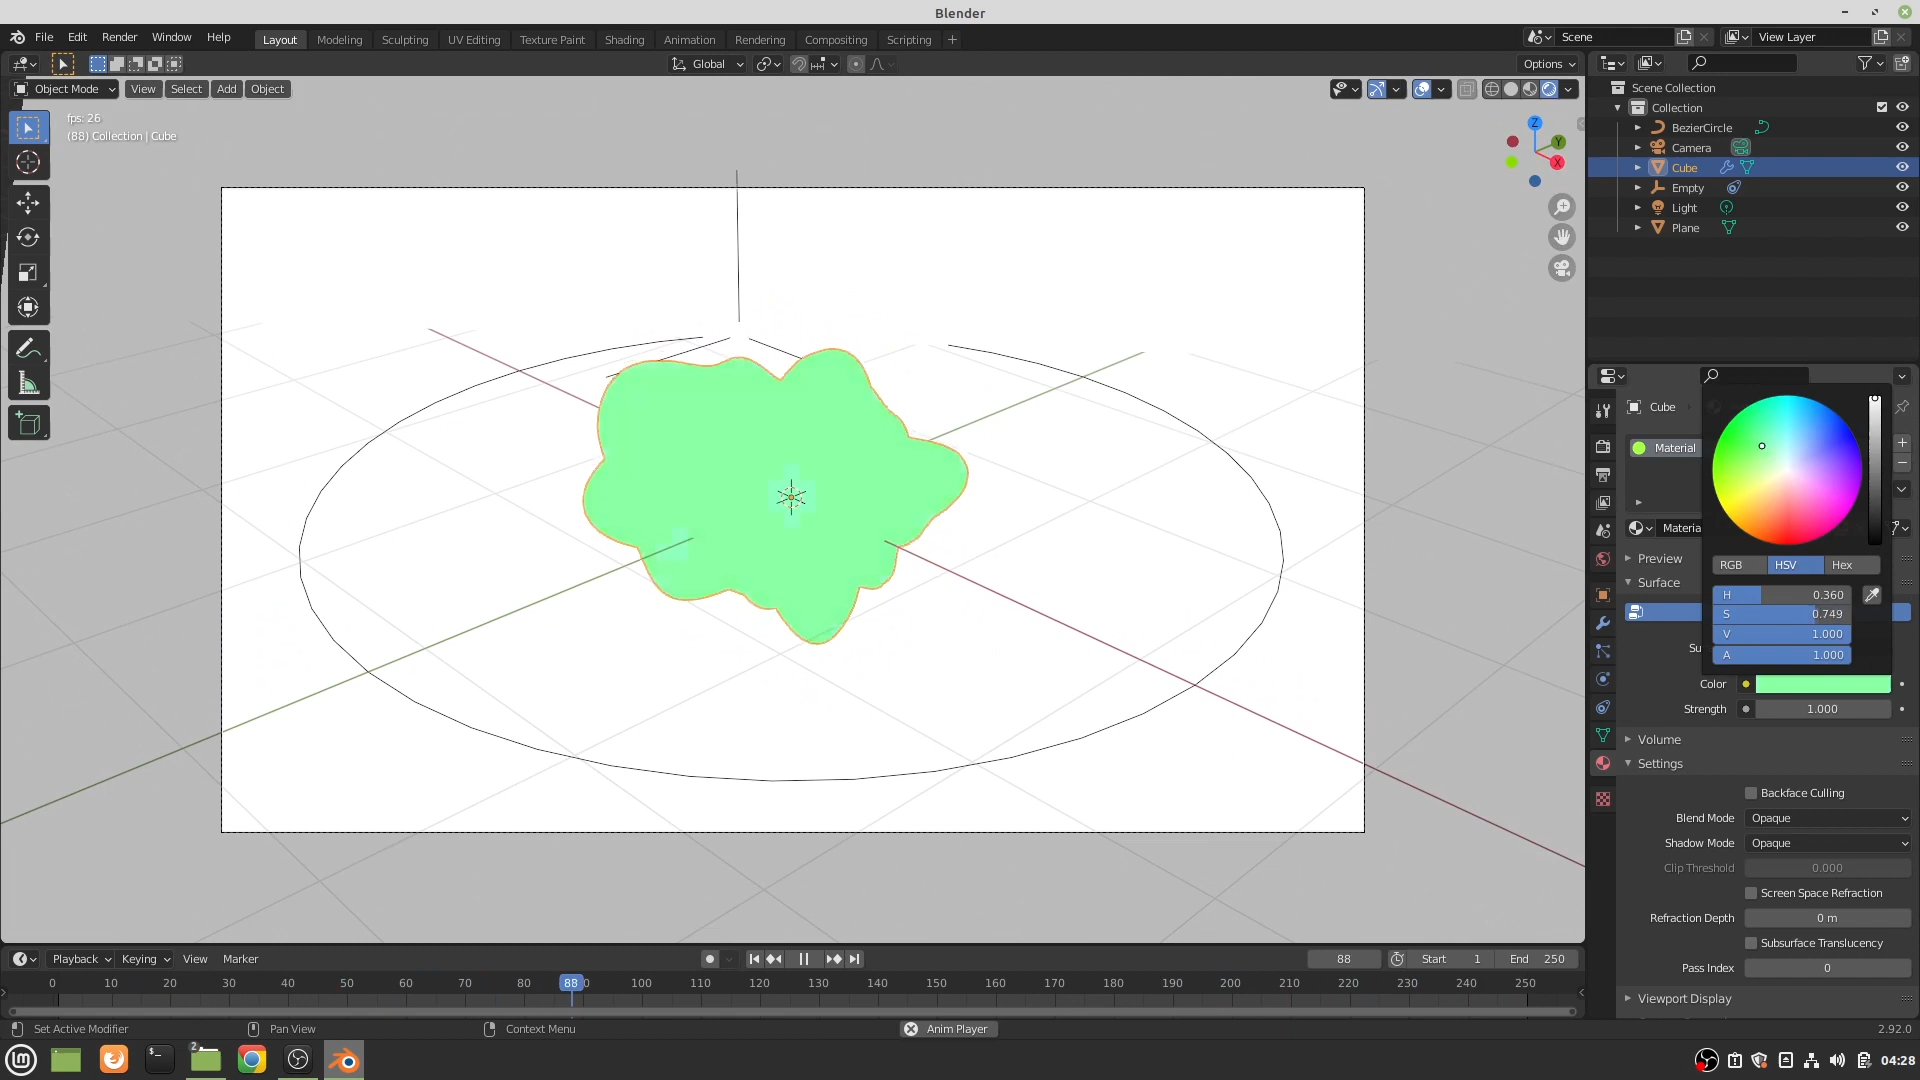 Blender
File Edit Render Window Help Layout Modeling Sculpting UV Editing Texture Paint Shading Animation Rendering Compositing Scripting + Scene View Layer
Global Options
Object Mode View Select Add Object
fps: 26
(88) Collection | Cube
Z
Y
X
Scene Collection
Collection
BezierCircle
Camera
Cube
Empty
Light
Plane
Cube
Material
Materia
Preview
Surface
RGB HSV Hex
H 0.360
S 0.749
V 1.000
A 1.000
Su
Color
Strength 1.000
Volume
Settings
Backface Culling
Blend Mode Opaque
Shadow Mode Opaque
Clip Threshold 0.000
Screen Space Refraction
Refraction Depth 0 m
Subsurface Translucency
Pass Index 0
Viewport Display
Playback Keying View Marker 88 Start 1 End 250
0 10 20 30 40 50 60 70 88 0 100 110 120 130 140 150 160 170 180 190 200 210 220 230 240 250
Set Active Modifier Pan View Context Menu Anim Player 2.92.0
2 04:28